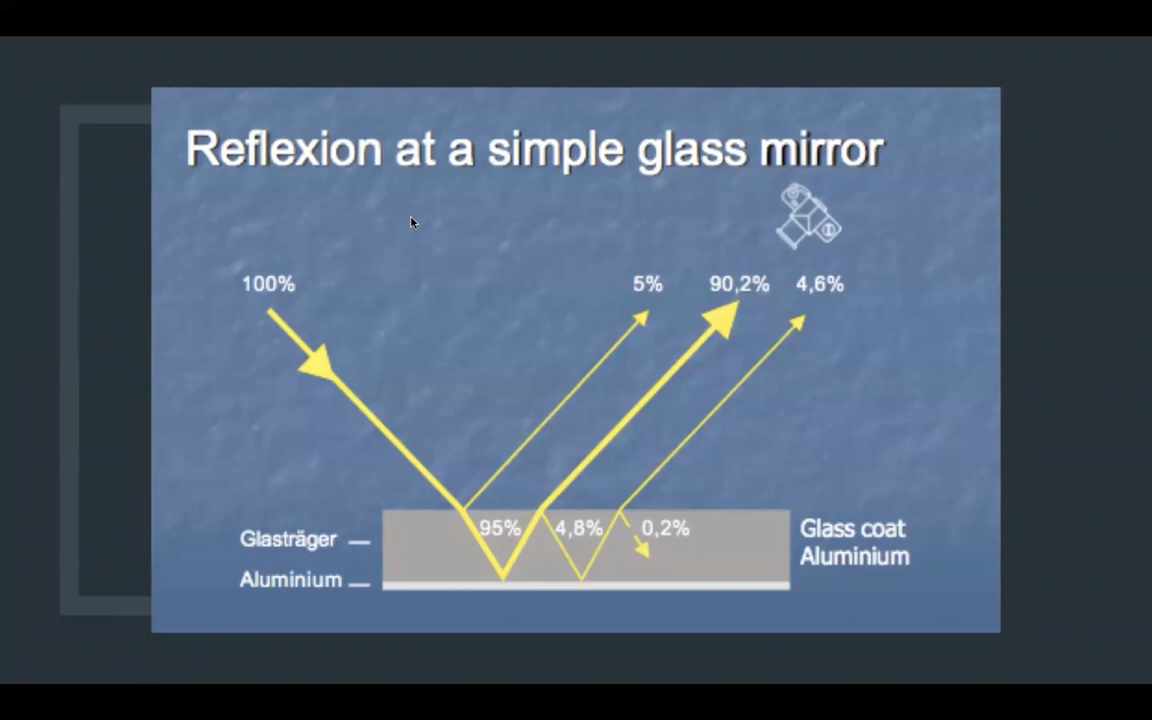 Reflexion at a simple glass mirror
100%
5%
90,2%
4,6%
95%
4,8%
0,2%
Glasträger
Aluminium
Glass coat
Aluminium